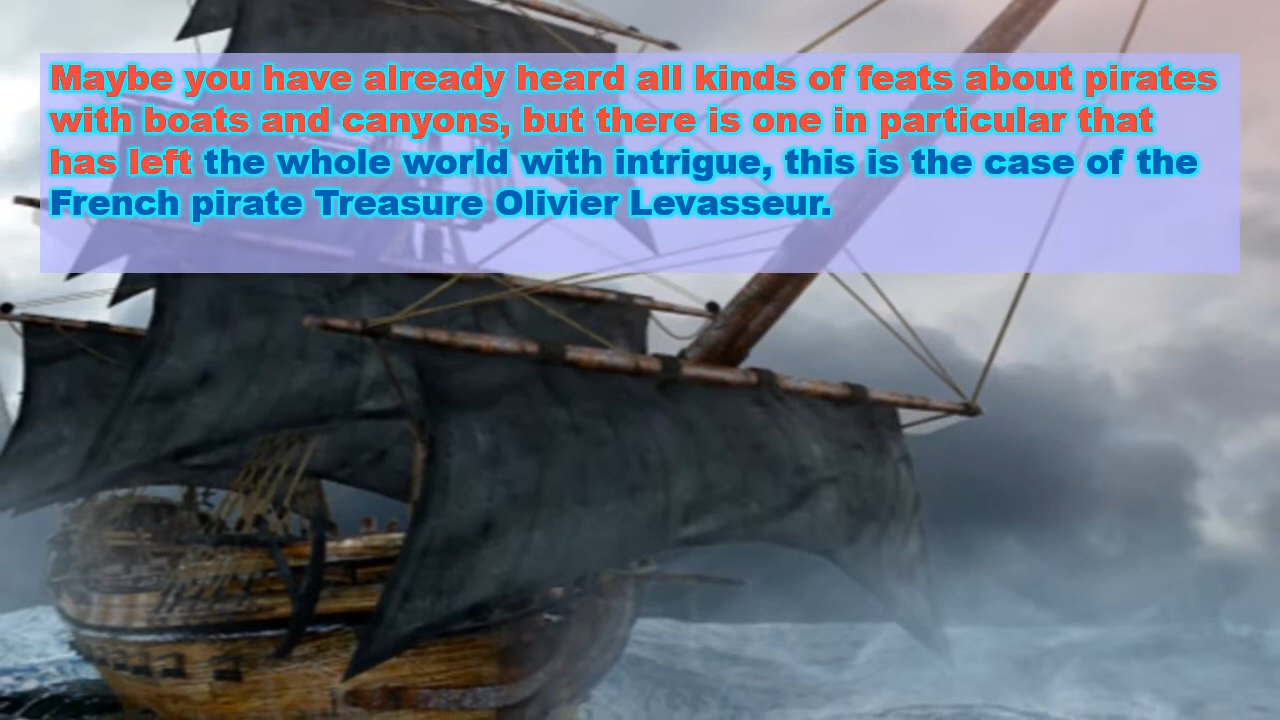 Maybe you have already heard all kinds of feats about pirates
with boats and canyons, but there is one in particular that
has left the whole world with intrigue, this is the case of the
French pirate Treasure Olivier Levasseur.